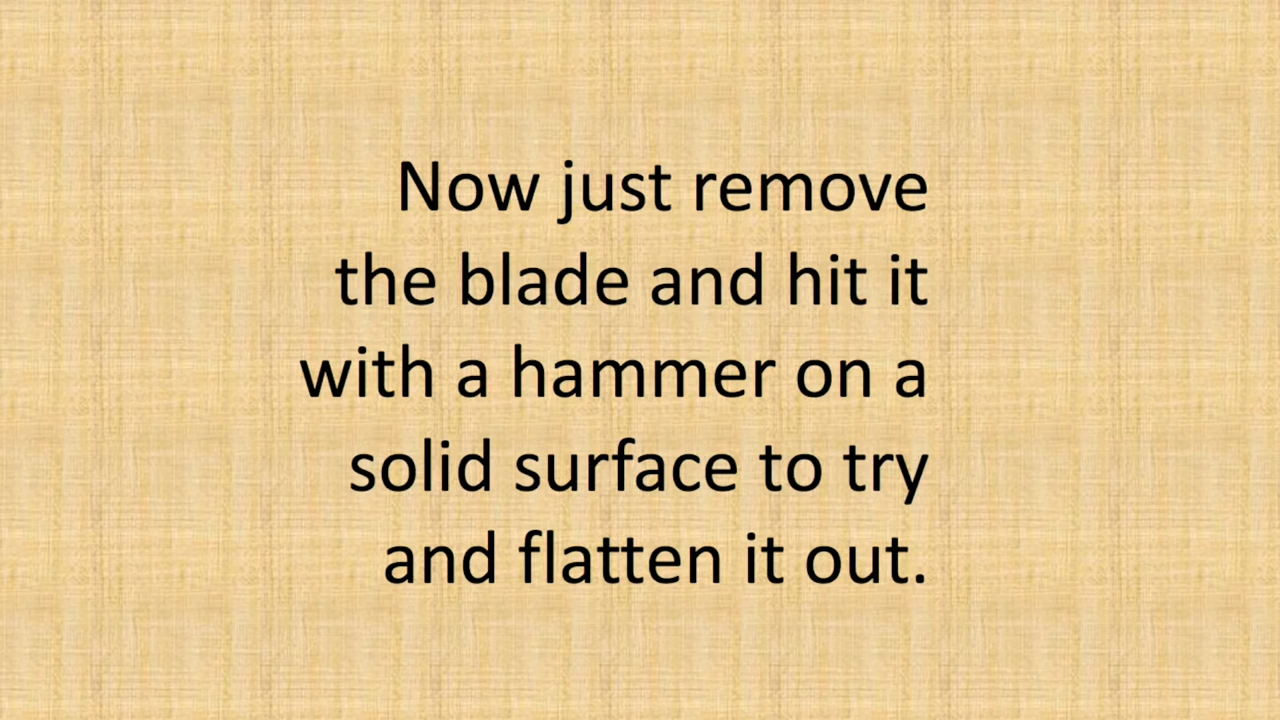 Now just remove
the blade and hit it
with a hammer on a
solid surface to try
and flatten it out.